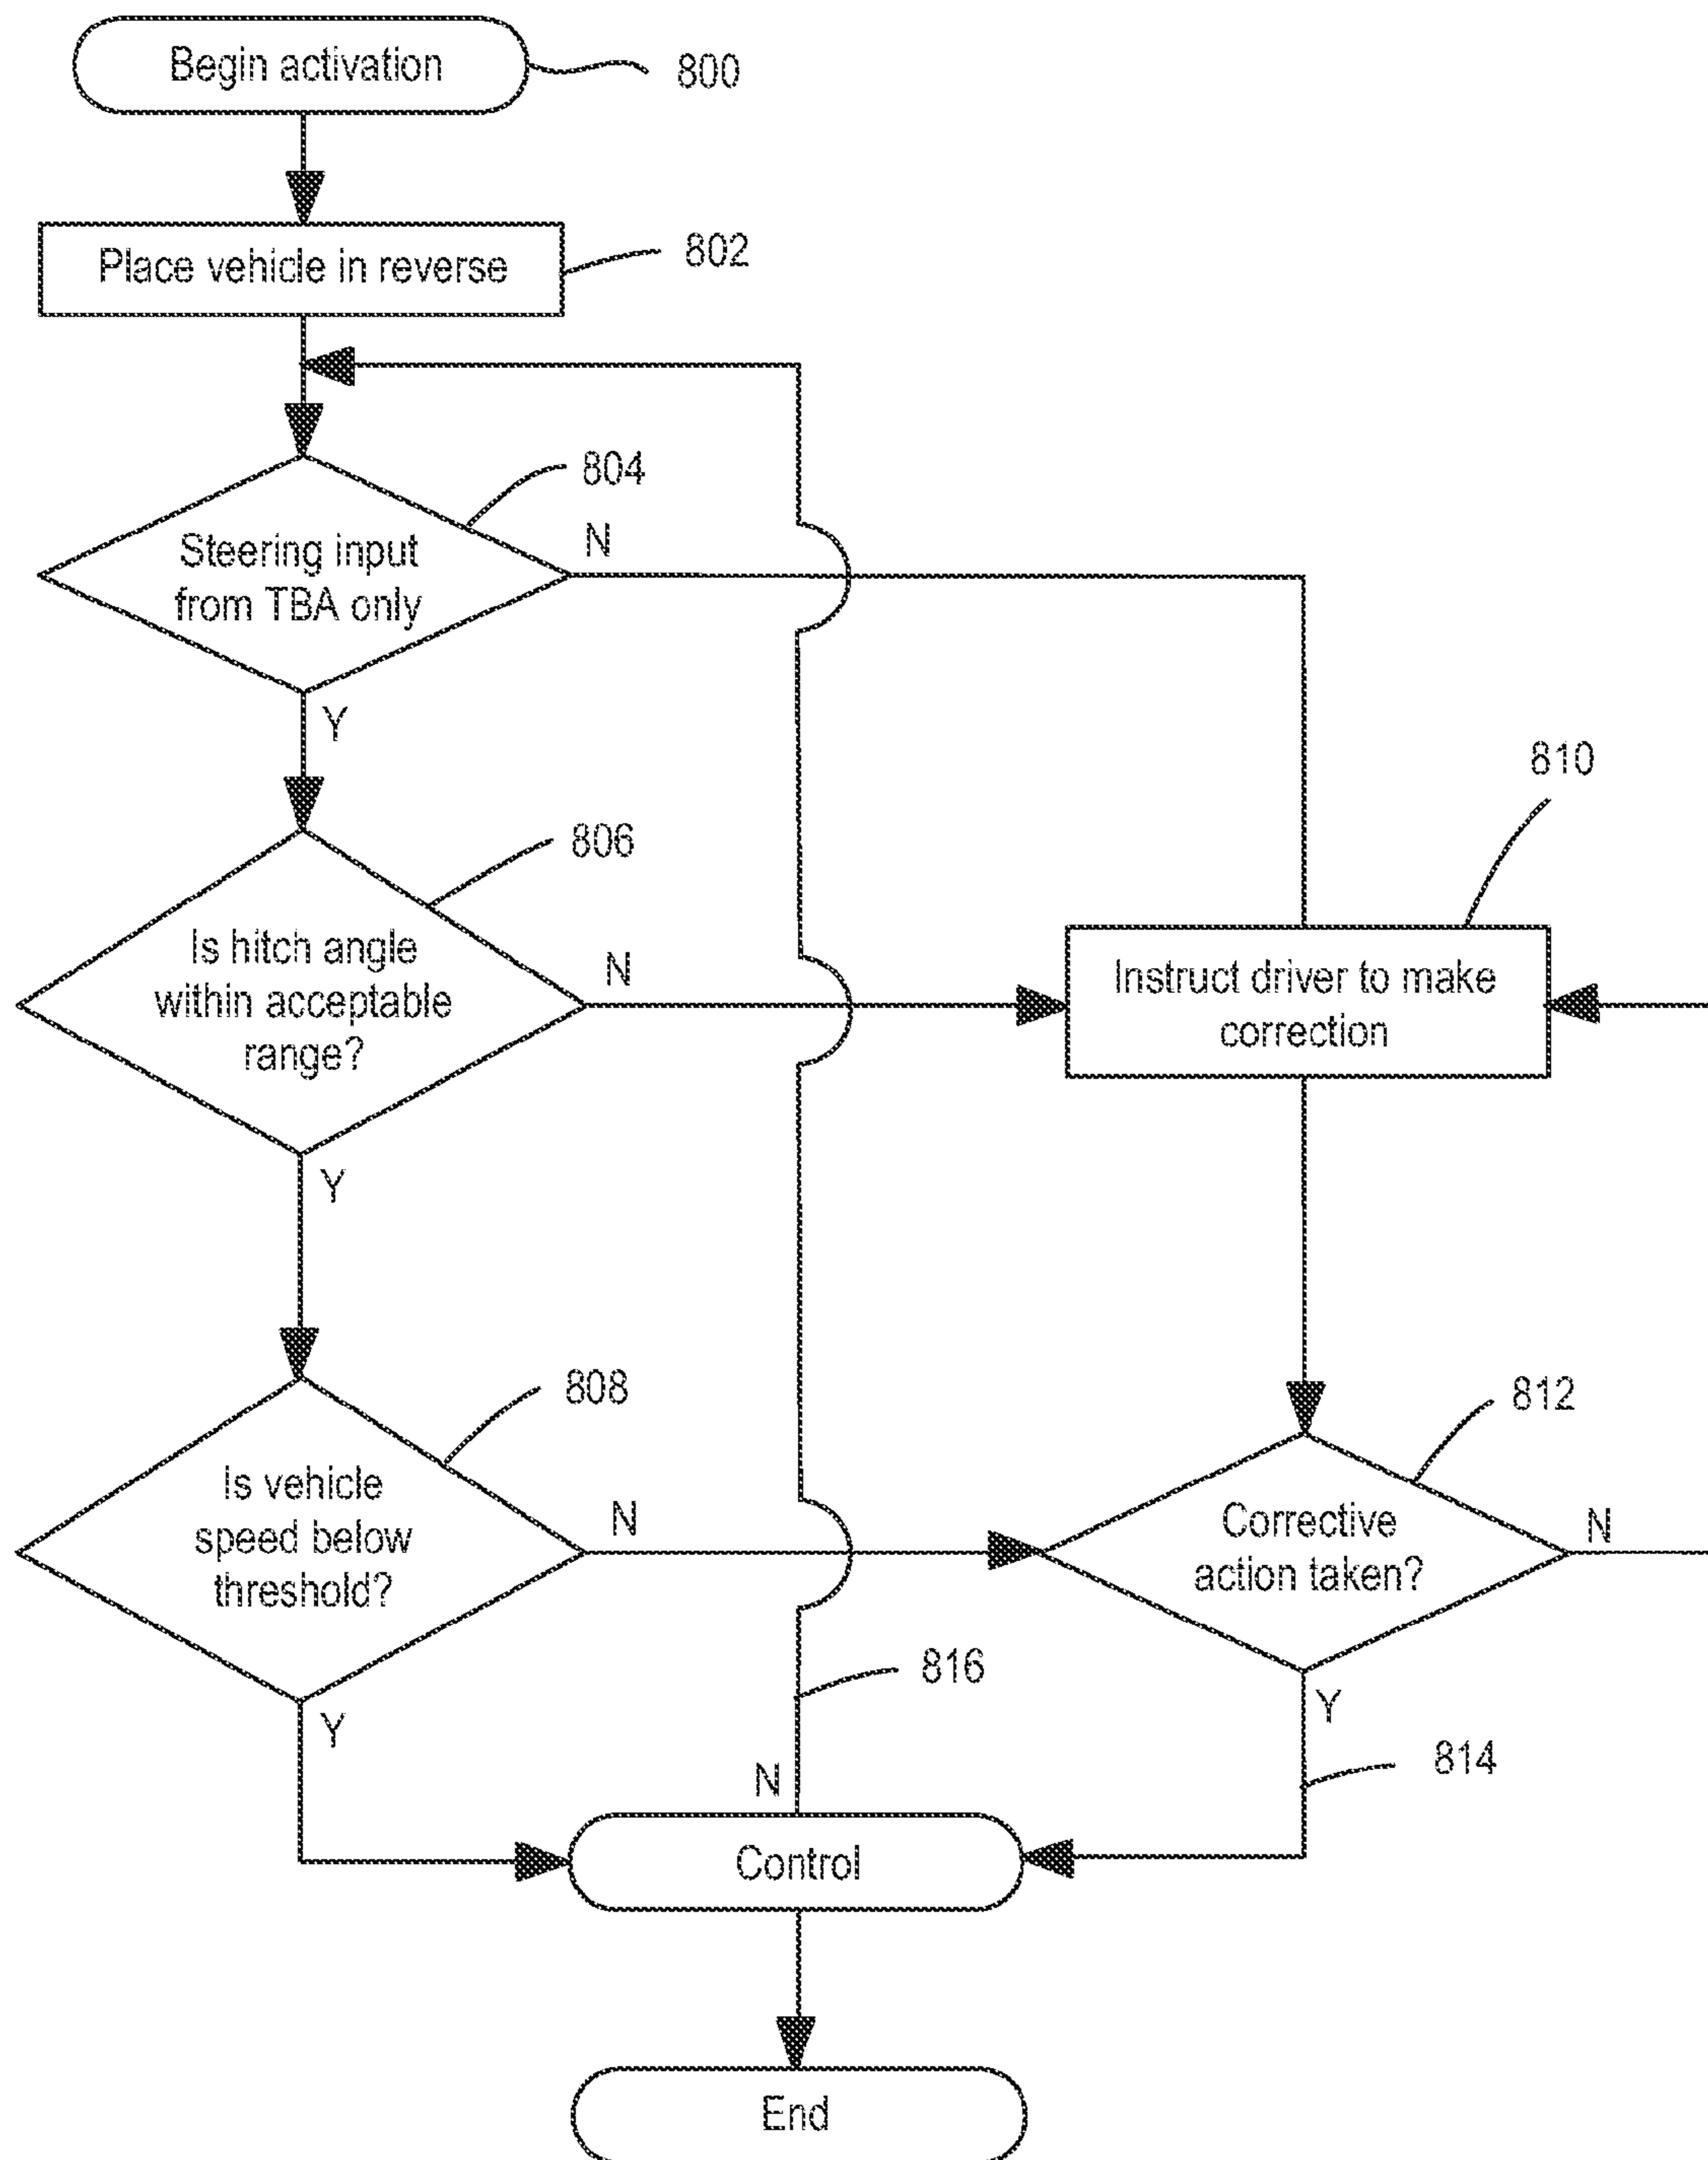 Begin activation
800
Place vehicle in reverse
802
804
N
Steering input
from TBA only
Y
810
806
Is hitch angle
within acceptable
range?
N
Instruct driver to make
correction
Y
808
812
Is vehicle
speed below
threshold?
N
Corrective
action taken?
N
816
Y
Y
814
N
Control
End